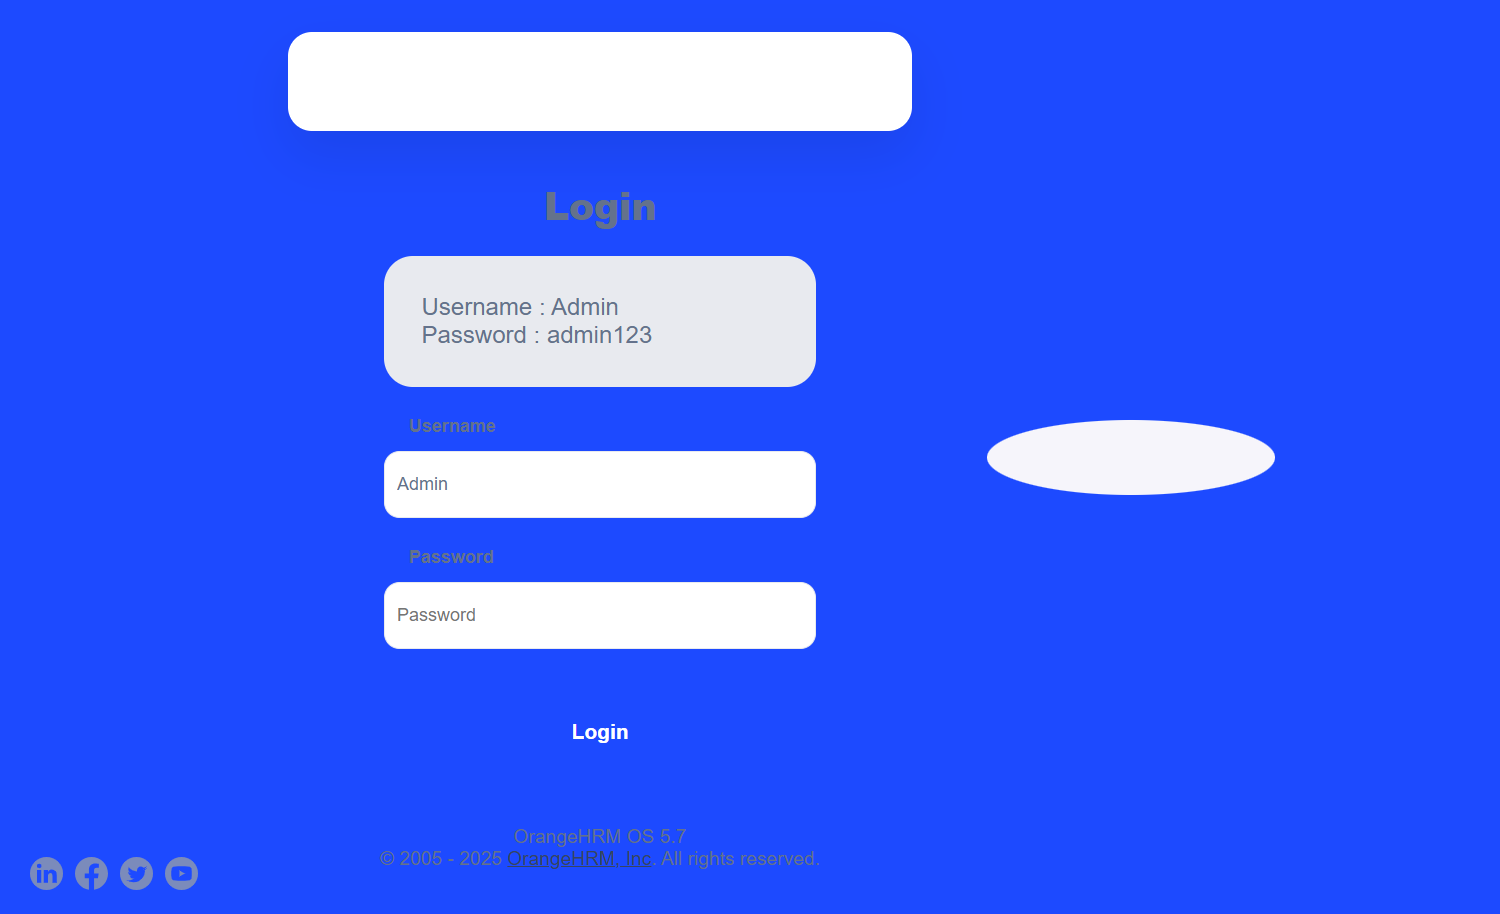 Login
Username : Admin
Password : admin123
Username
Admin
Password
Password
Login
OrangeHRM OS 5.7
© 2005 - 2025 OrangeHRM, Inc. All rights reserved.